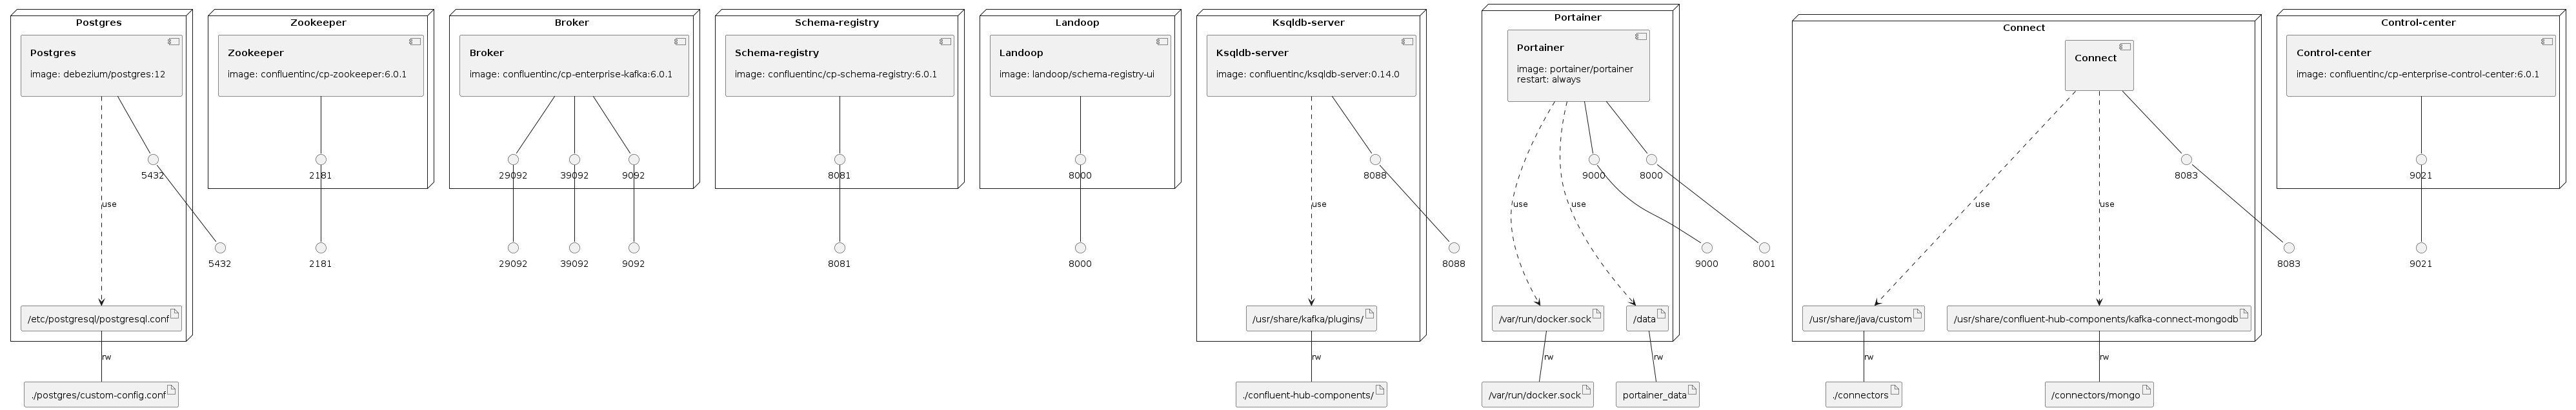 Postgres
Postgres
image: debezium/postgres:12
5432
use
5432
/etc/postgresql/postgresql.conf
rw
./postgres/custom-config.conf
Zookeeper
Zookeeper
image: confluentinc/cp-zookeeper:6.0.1
2181
2181
Broker
Broker
image: confluentinc/cp-enterprise-kafka:6.0.1
29092
39092
9092
29092
39092
9092
Schema-registry
Schema-registry
image: confluentinc/cp-schema-registry:6.0.1
8081
8081
Landoop
Landoop
image: landoop/schema-registry-ui
8000
8000
Ksqldb-server
Ksqldb-server
image: confluentinc/ksqldb-server:0.14.0
8088
use
8088
/usr/share/kafka/plugins/
rw
./confluent-hub-components/
Portainer
Portainer
image: portainer/portainer
restart: always
9000
8000
use
use
9000
8001
/var/run/docker.sock
/data
rw
rw
/var/run/docker.sock
portainer_data
Connect
Connect
8083
use
use
8083
/usr/share/java/custom
/usr/share/confluent-hub-components/kafka-connect-mongodb
rw
rw
./connectors
/connectors/mongo
Control-center
Control-center
image: confluentinc/cp-enterprise-control-center:6.0.1
9021
9021